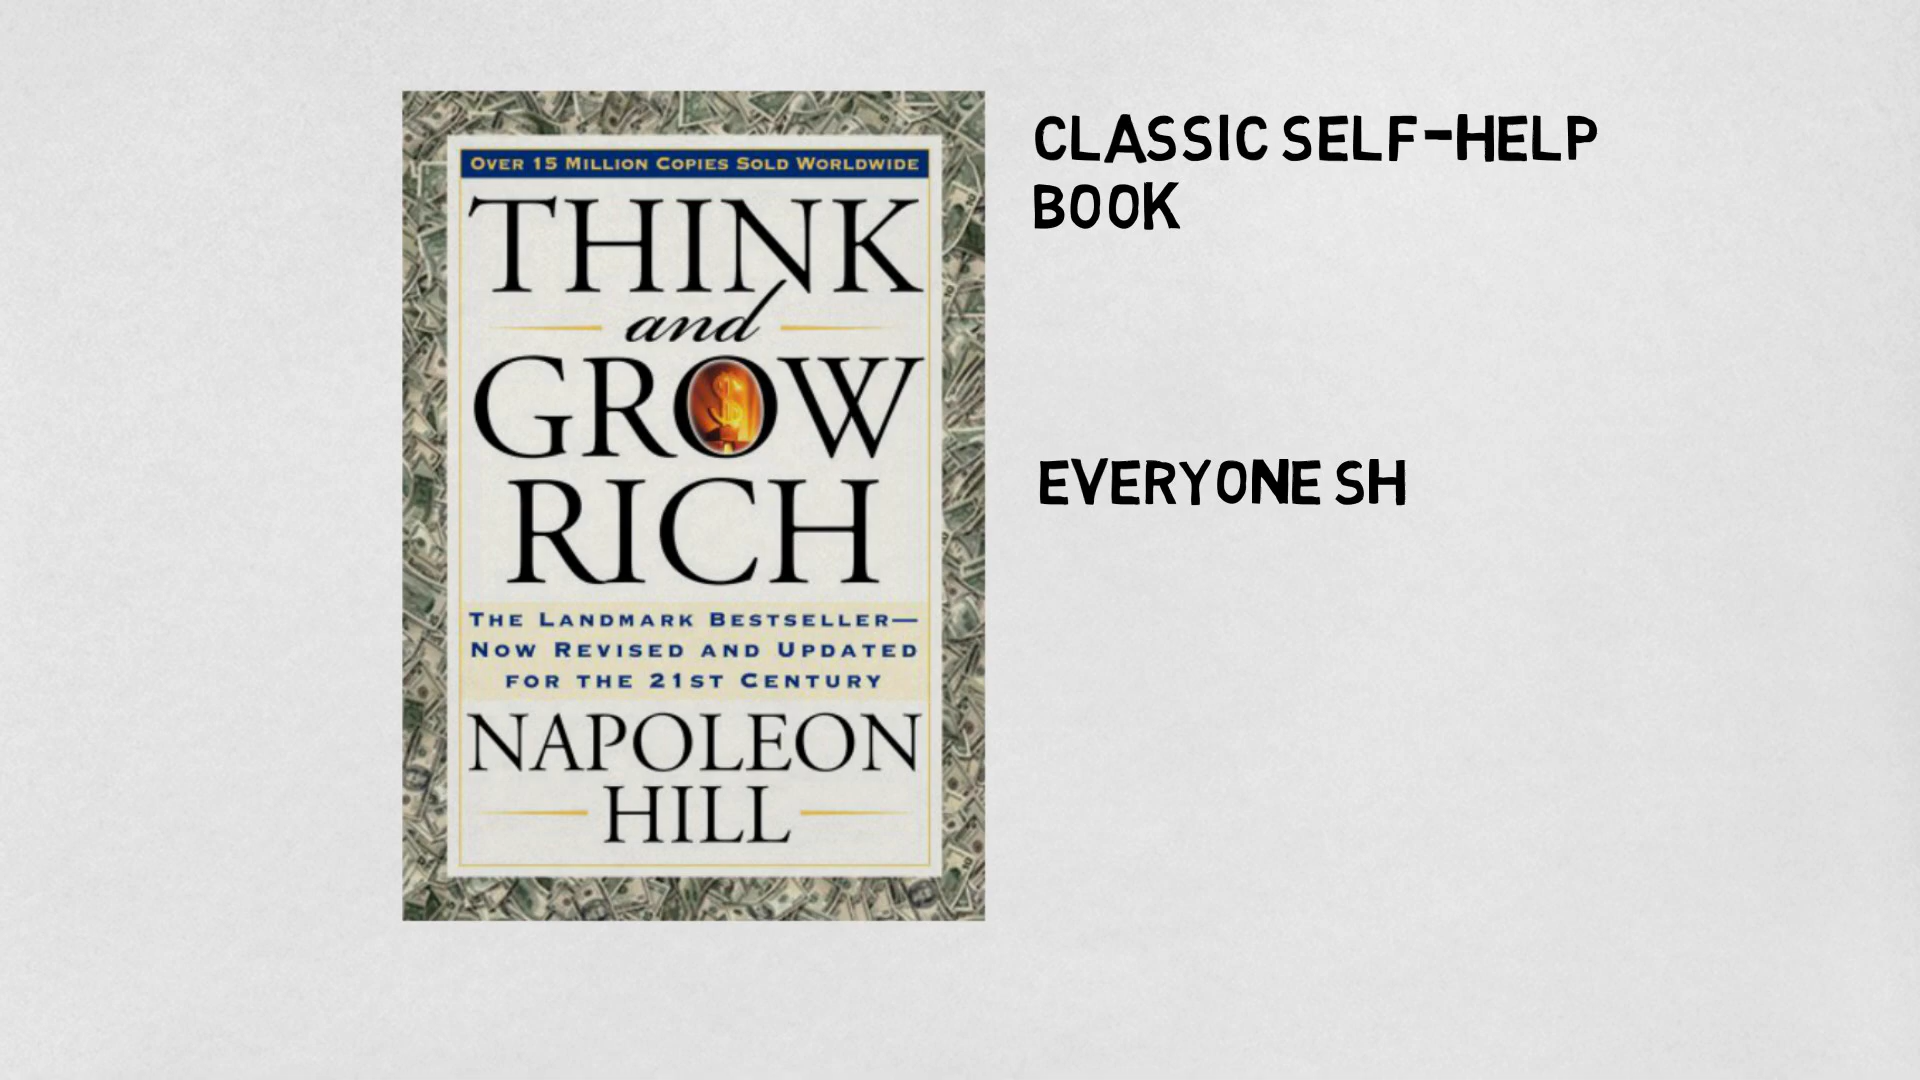 OVER 15 MILLION COPIES SOLD WORLDWIDE
THINK
and
GROW
RICH
THE LANDMARK BESTSELLER—
NOW REVISED AND UPDATED
FOR THE 21ST CENTURY
NAPOLEON
HILL
CLASSIC SELF-HELP
BOOK
EVERYONE SH